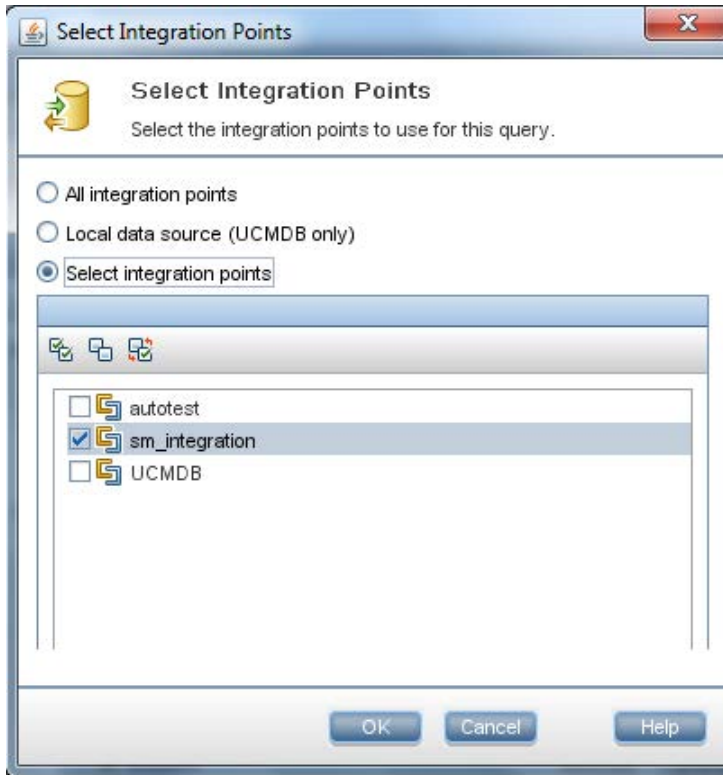 Select Integration Points
Select Integration Points
Select the integration points to use for this query.
All integration points
Local data source (UCMDB only)
Select integration points
autotest
sm_integration
UCMDB
OK Cancel Help